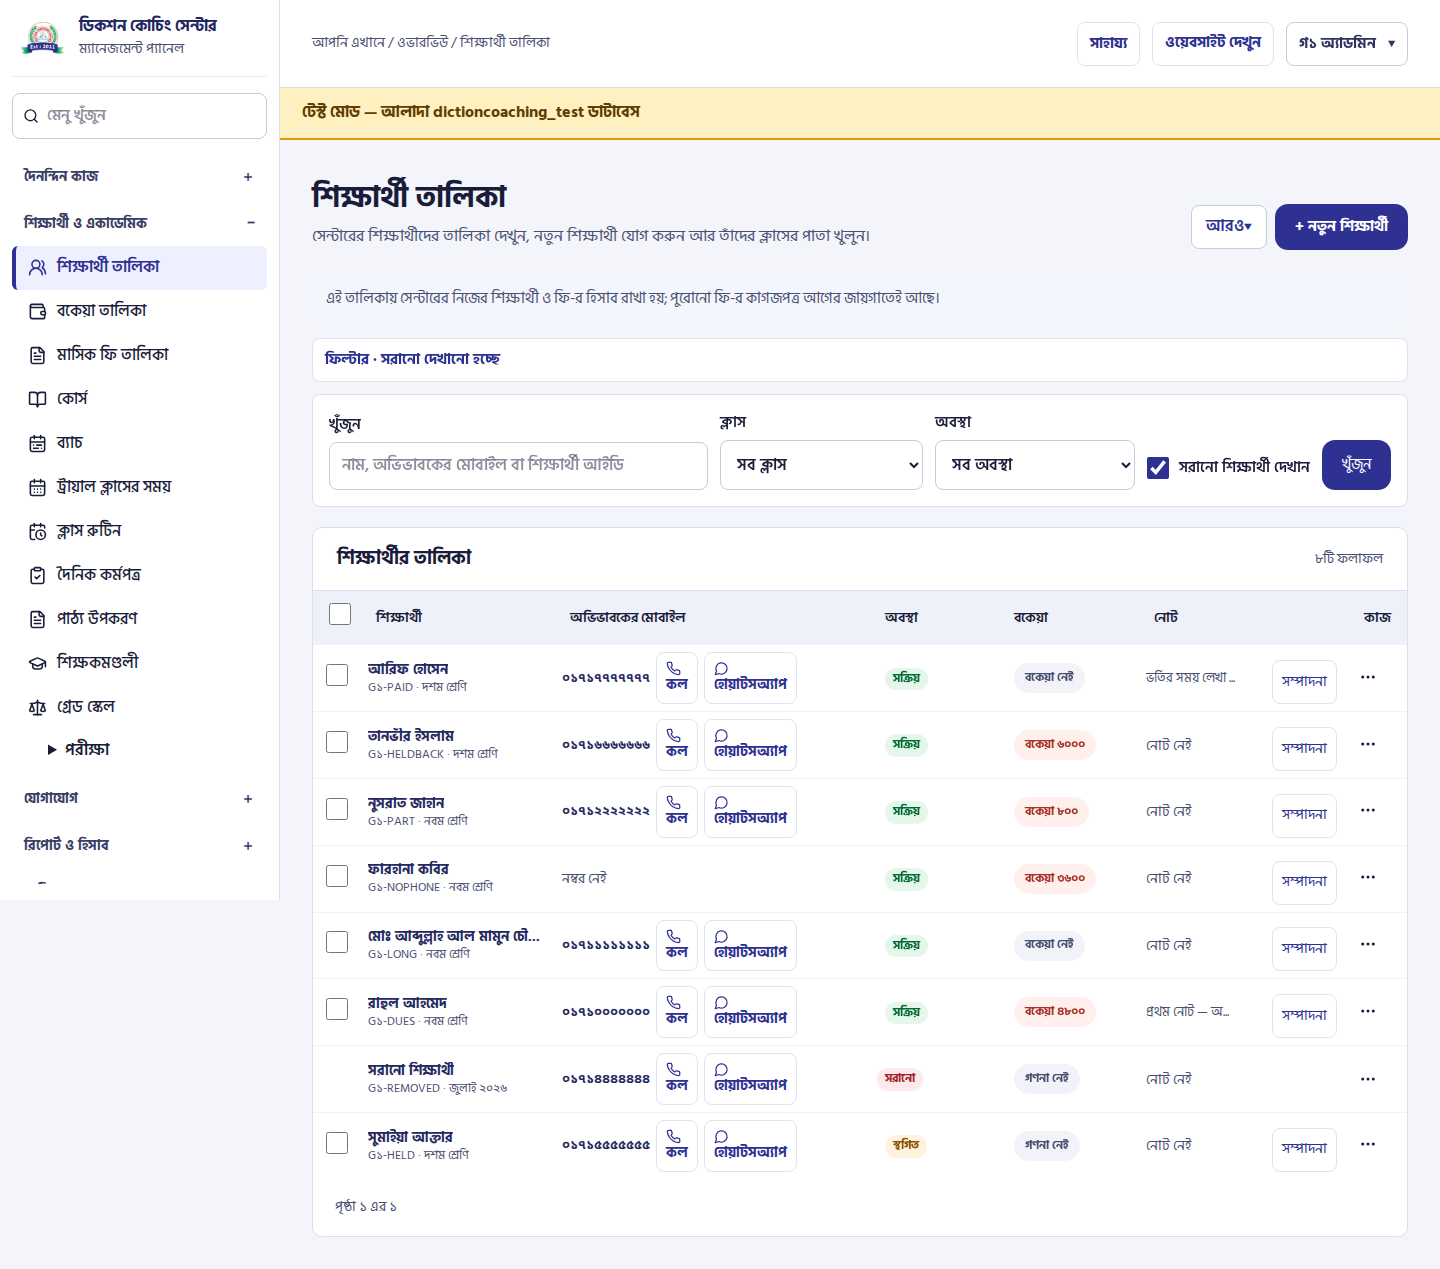 ডিকশন কোচিং সেন্টার
ম্যানেজমেন্ট প্যানেল
Est : 2011
মেনু খুঁজুন
দৈনন্দিন কাজ +
শিক্ষার্থী ও একাডেমিক −
শিক্ষার্থী তালিকা
বকেয়া তালিকা
মাসিক ফি তালিকা
কোর্স
ব্যাচ
ট্রায়াল ক্লাসের সময়
ক্লাস রুটিন
দৈনিক কর্মপত্র
পাঠ্য উপকরণ
শিক্ষকমণ্ডলী
গ্রেড স্কেল
▶ পরীক্ষা
যোগাযোগ +
রিপোর্ট ও হিসাব +
আপনি এখানে / ওভারভিউ / শিক্ষার্থী তালিকা
সাহায্য
ওয়েবসাইট দেখুন
গ১ অ্যাডমিন ▾
টেস্ট মোড — আলাদা dictioncoaching_test ডাটাবেস
শিক্ষার্থী তালিকা
সেন্টারের শিক্ষার্থীদের তালিকা দেখুন, নতুন শিক্ষার্থী যোগ করুন আর তাঁদের ক্লাসের পাতা খুলুন।
আরও▾
+ নতুন শিক্ষার্থী
এই তালিকায় সেন্টারের নিজের শিক্ষার্থী ও ফি-র হিসাব রাখা হয়; পুরোনো ফি-র কাগজপত্র আগের জায়গাতেই আছে।
ফিল্টার · সরানো দেখানো হচ্ছে
খুঁজুন
নাম, অভিভাবকের মোবাইল বা শিক্ষার্থী আইডি
ক্লাস
সব ক্লাস
অবস্থা
সব অবস্থা
সরানো শিক্ষার্থী দেখান
খুঁজুন
শিক্ষার্থীর তালিকা
৮টি ফলাফল
শিক্ষার্থী অভিভাবকের মোবাইল অবস্থা বকেয়া নোট কাজ
আরিফ হোসেন
G১-PAID · দশম শ্রেণি
০১৭১৭৭৭৭৭৭৭ কল হোয়াটসঅ্যাপ সক্রিয় বকেয়া নেই ভর্তির সময় লেখা ... সম্পাদনা ...
তানভীর ইসলাম
G১-HELDBACK · দশম শ্রেণি
০১৭১৬৬৬৬৬৬৬ কল হোয়াটসঅ্যাপ সক্রিয় বকেয়া ৬০০০ নোট নেই সম্পাদনা ...
নুসরাত জাহান
G১-PART · নবম শ্রেণি
০১৭১২২২২২২২ কল হোয়াটসঅ্যাপ সক্রিয় বকেয়া ৮০০ নোট নেই সম্পাদনা ...
ফারহানা কবির
G১-NOPHONE · নবম শ্রেণি
নম্বর নেই সক্রিয় বকেয়া ৩৬০০ নোট নেই সম্পাদনা ...
মোঃ আব্দুল্লাহ আল মামুন চৌ...
G১-LONG · নবম শ্রেণি
০১৭১১১১১১১১ কল হোয়াটসঅ্যাপ সক্রিয় বকেয়া নেই নোট নেই সম্পাদনা ...
রাহুল আহমেদ
G১-DUES · নবম শ্রেণি
০১৭১০০০০০০০ কল হোয়াটসঅ্যাপ সক্রিয় বকেয়া ৪৮০০ প্রথম নোট — অ... সম্পাদনা ...
সরানো শিক্ষার্থী
G১-REMOVED · জুলাই ২০২৬
০১৭১৪৪৪৪৪৪৪ কল হোয়াটসঅ্যাপ সরানো গণনা নেই নোট নেই ...
সুমাইয়া আক্তার
G১-HELD · দশম শ্রেণি
০১৭১৫৫৫৫৫৫৫ কল হোয়াটসঅ্যাপ স্থগিত গণনা নেই নোট নেই সম্পাদনা ...
পৃষ্ঠা ১ এর ১